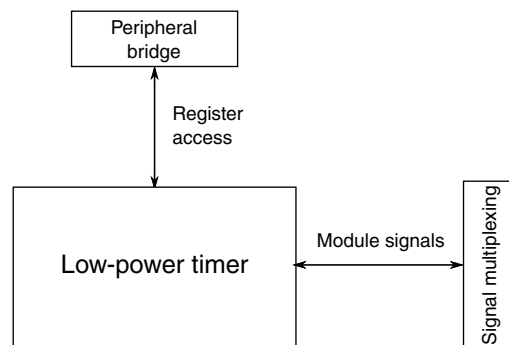 Peripheral
bridge
Register
access
Low-power timer
Module signals
Signal multiplexing